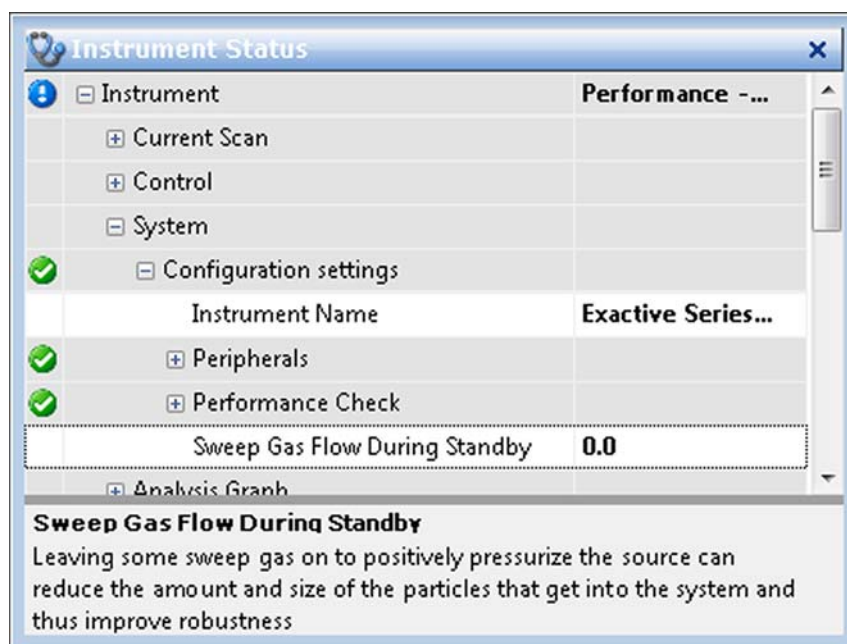 Instrument Status
Instrument Performance -...
Current Scan
Control
System
Configuration settings
Instrument Name Exactive Series...
Peripherals
Performance Check
Sweep Gas Flow During Standby 0.0
Analysis Graph
Sweep Gas Flow During Standby
Leaving some sweep gas on to positively pressurize the source can
reduce the amount and size of the particles that get into the system and
thus improve robustness